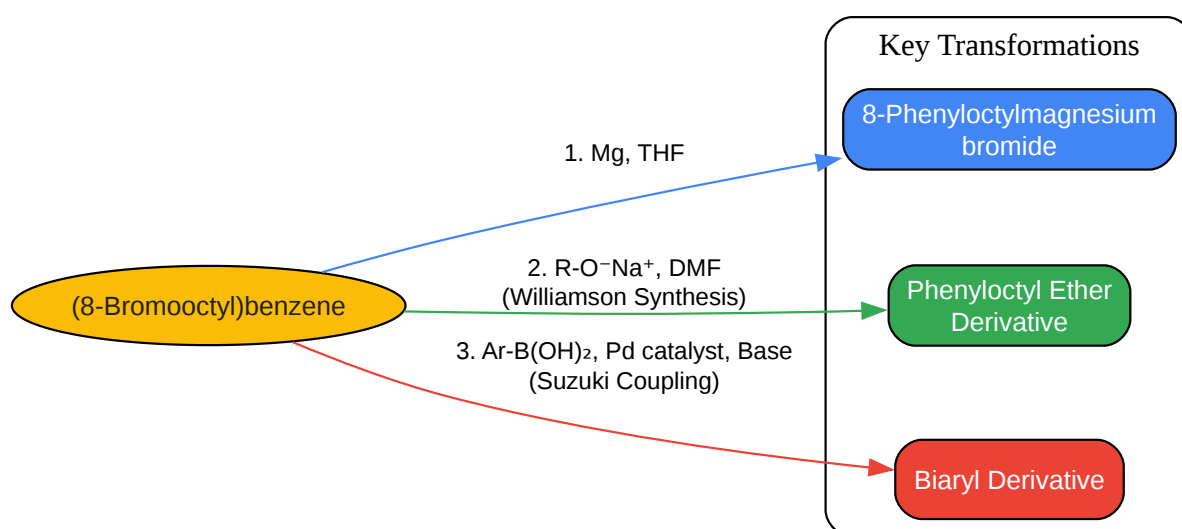 Key Transformations
8-Phenyloctylmagnesium
bromide
1. Mg, THF
(8-Bromooctyl)benzene
2. R-O⁻Na⁺, DMF
(Williamson Synthesis)
Phenyloctyl Ether
Derivative
3. Ar-B(OH)₂, Pd catalyst, Base
(Suzuki Coupling)
Biaryl Derivative